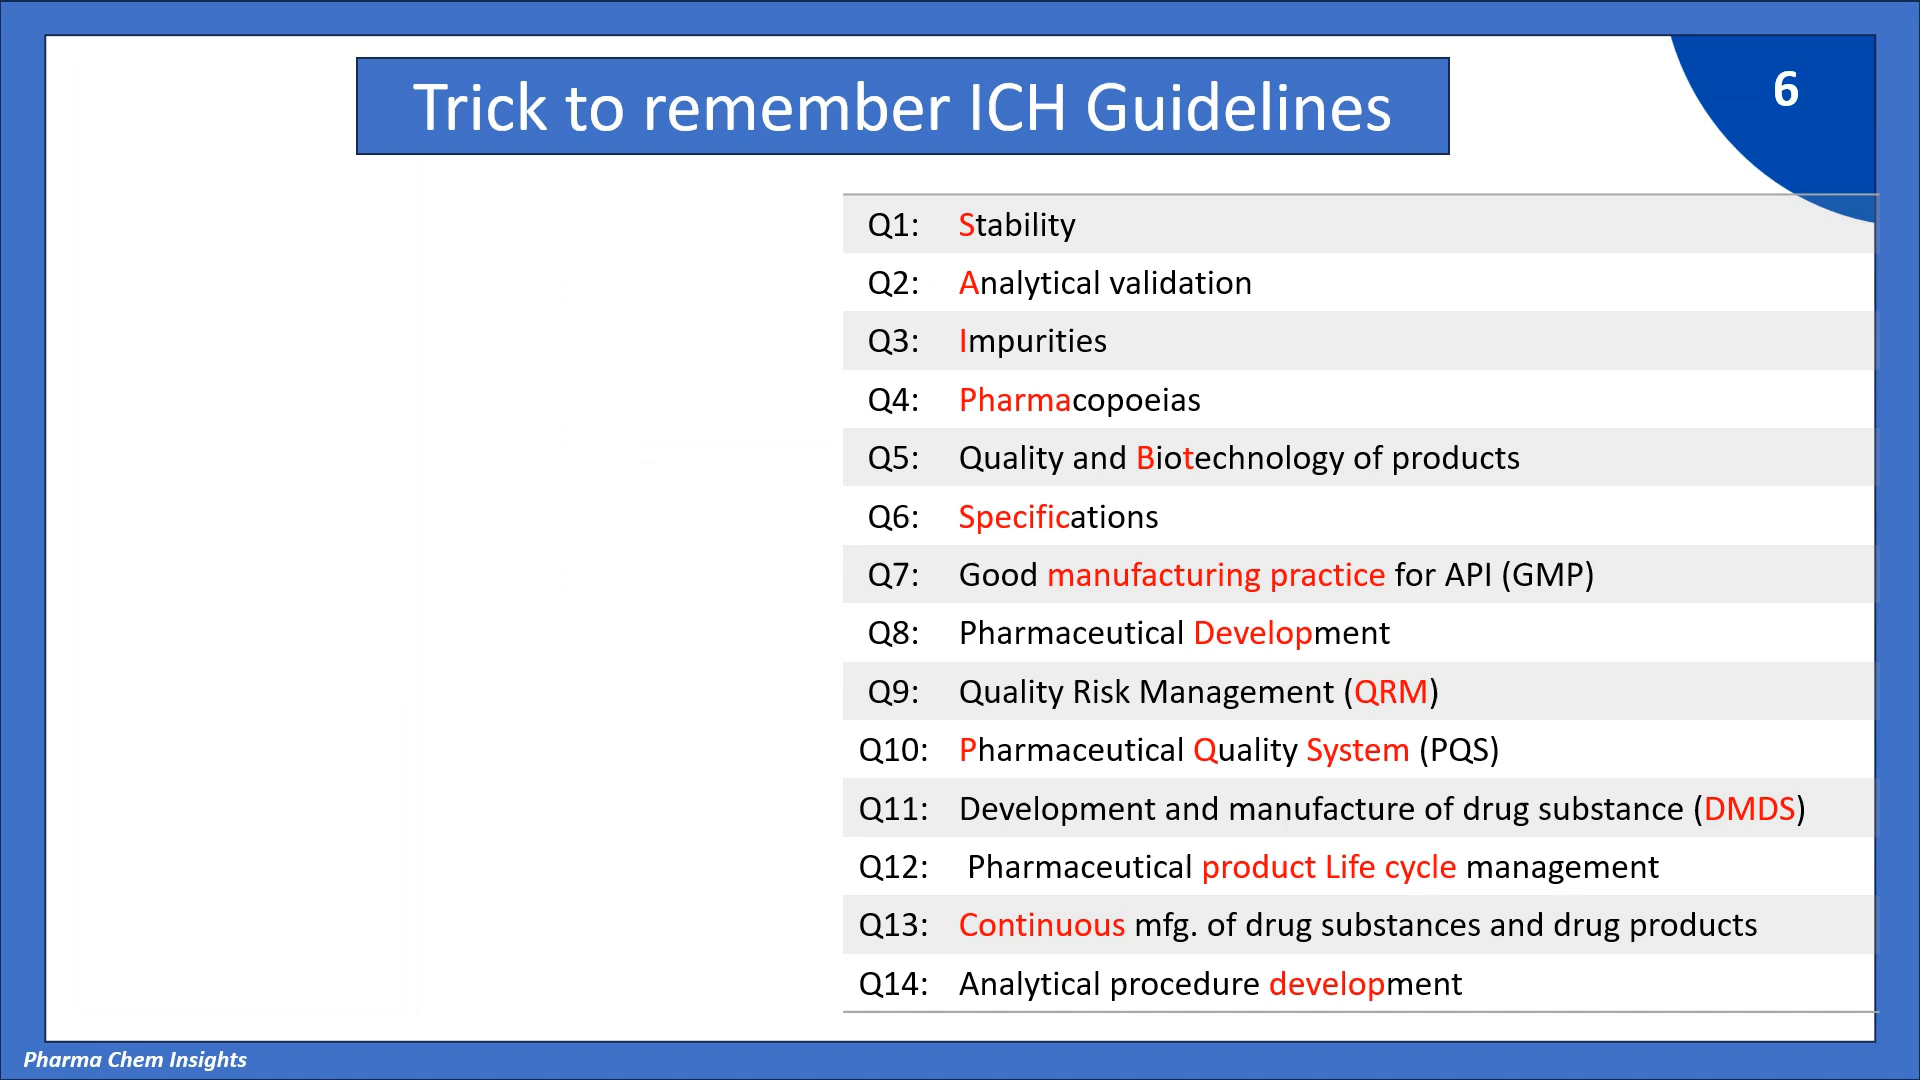 Trick to remember ICH Guidelines
6
Q1: Stability
Q2: Analytical validation
Q3: Impurities
Q4: Pharmacopoeias
Q5: Quality and Biotechnology of products
Q6: Specifications
Q7: Good manufacturing practice for API (GMP)
Q8: Pharmaceutical Development
Q9: Quality Risk Management (QRM)
Q10: Pharmaceutical Quality System (PQS)
Q11: Development and manufacture of drug substance (DMDS)
Q12: Pharmaceutical product Life cycle management
Q13: Continuous mfg. of drug substances and drug products
Q14: Analytical procedure development
Pharma Chem Insights